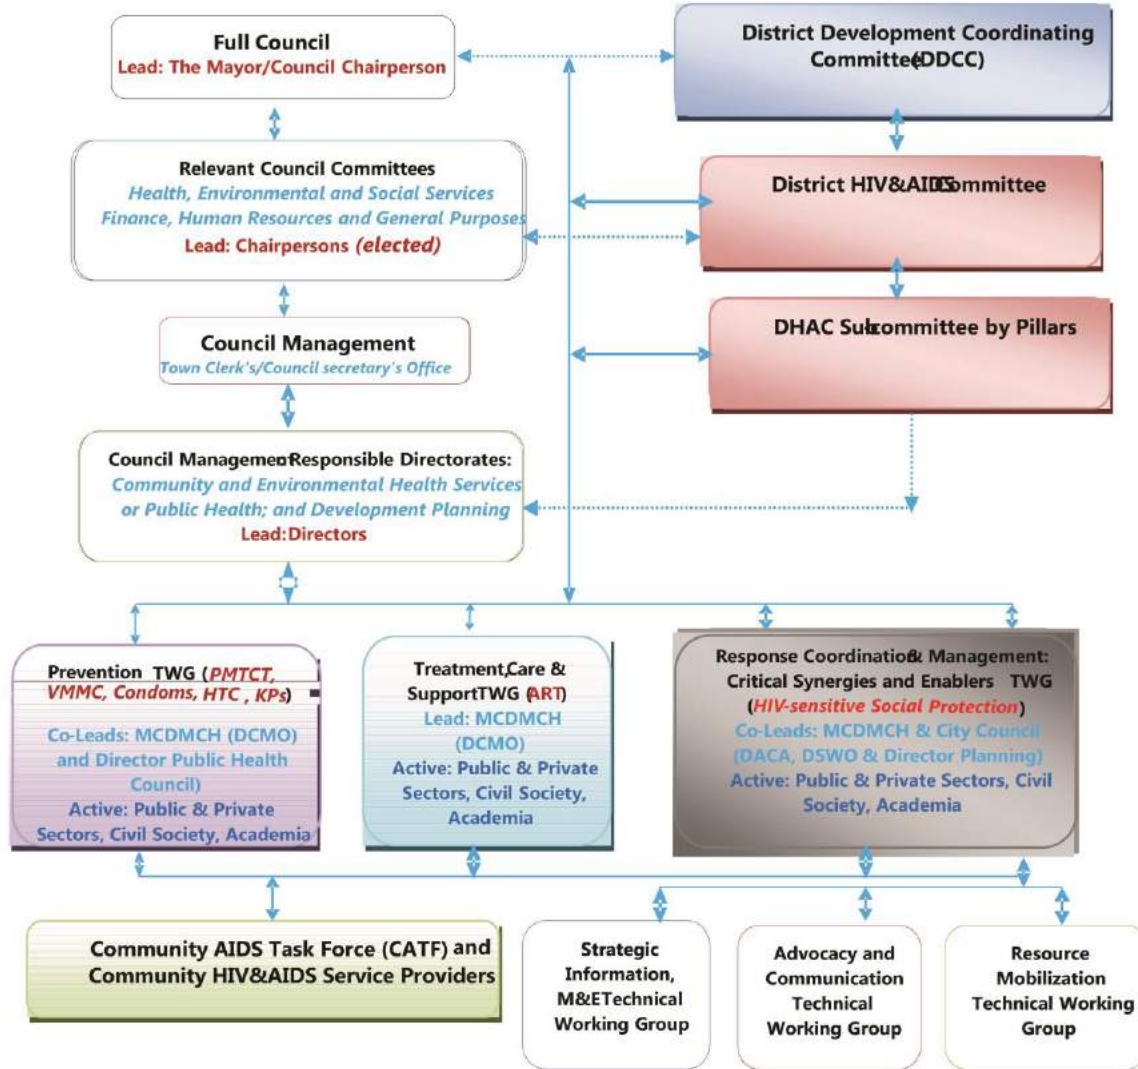 Full Council
Lead: The Mayor/Council Chairperson
District Development Coordinating
Committee(DDCC)
Relevant Council Committees
Health, Environmental and Social Services
Finance, Human Resources and General Purposes
Lead: Chairpersons (elected)
District HIV&AIDS Committee
Council Management
Town Clerk's/Council secretary's Office
DHAC Subcommittee by Pillars
Council Management Responsible Directorates:
Community and Environmental Health Services
or Public Health; and Development Planning
Lead:Directors
Prevention TWG (PMTCT,
VMMC, Condoms, HTC , KPs)
Co-Leads: MCDMCH (DCMO)
and Director Public Health
Council)
Active: Public & Private
Sectors, Civil Society, Academia
Treatment,Care &
SupportTWG (ART)
Lead: MCDMCH
(DCMO)
Active: Public & Private
Sectors, Civil Society,
Academia
Response Coordination& Management:
Critical Synergies and Enablers TWG
(HIV-sensitive Social Protection)
Co-Leads: MCDMCH & City Council
(DACA, DSWO & Director Planning)
Active: Public & Private Sectors, Civil
Society, Academia
Community AIDS Task Force (CATF) and
Community HIV&AIDS Service Providers
Strategic
Information,
M&ETechnical
Working Group
Advocacy and
Communication
Technical
Working Group
Resource
Mobilization
Technical Working
Group